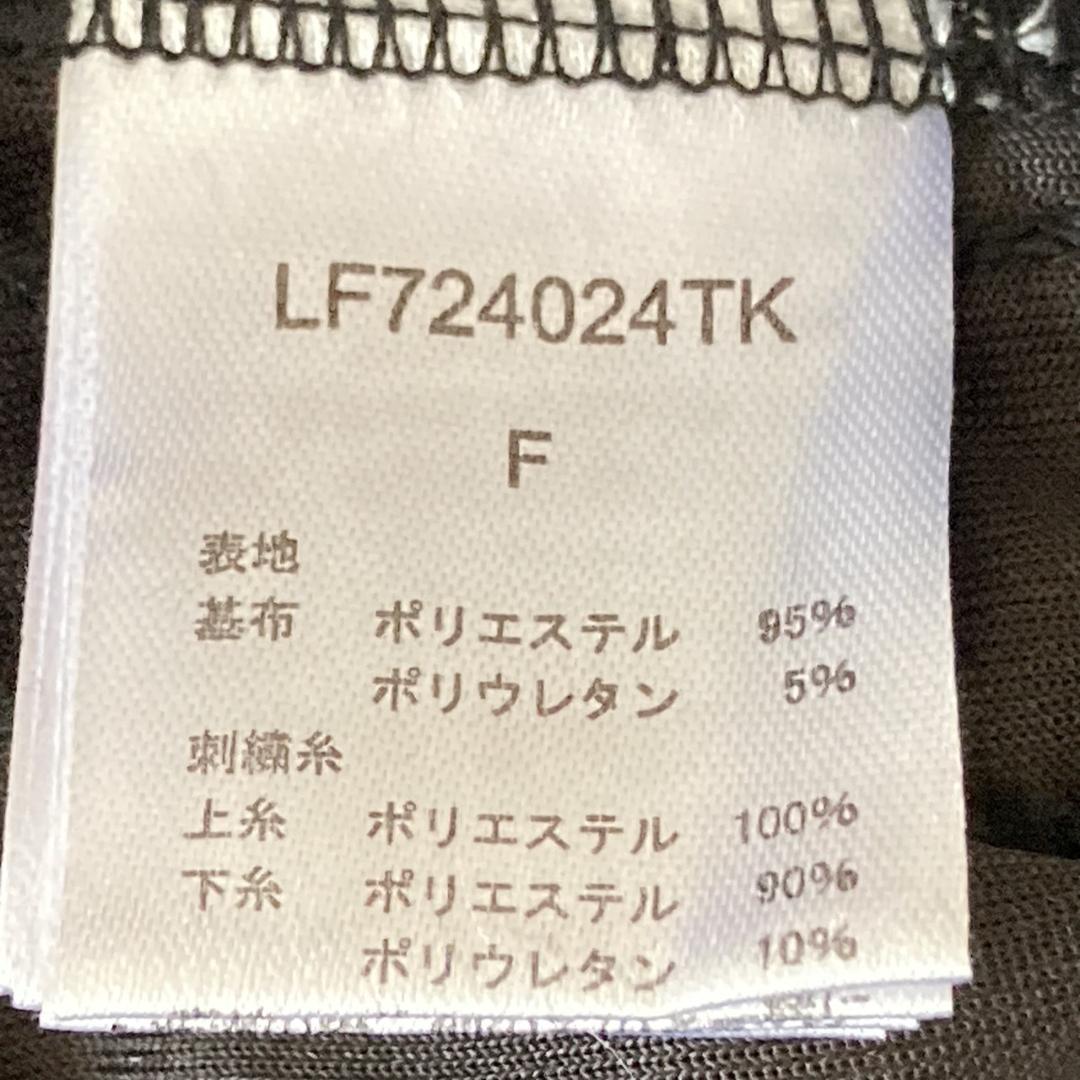 LF724024TK
F
表地
基布 ポリエステル 95%
ポリウレタン 5%
刺繍糸
上糸 ポリエステル 100%
下糸 ポリエステル 90%
ポリウレタン 10%